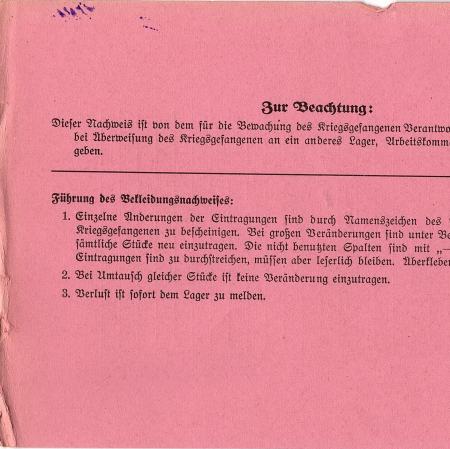 Zur Beachtung:
Dieser Nachweis ist von dem für die Bewachung des Kriegsgefangenen Verantwo
bei Überweisung des Kriegsgefangenen an ein anderes Lager, Arbeitskomm
geben.
Führung des Bekleidungsnachweises:
1. Einzelne Änderungen der Eintragungen sind durch Namenszeichen des
Kriegsgefangenen zu bescheinigen. Bei großen Veränderungen sind unter Be
sämtliche Stücke neu einzutragen. Die nicht benutzten Spalten sind mit „—
Eintragungen sind zu durchstreichen, müssen aber leserlich bleiben. Überklebe
2. Bei Umtausch gleicher Stücke ist keine Veränderung einzutragen.
3. Verlust ist sofort dem Lager zu melden.